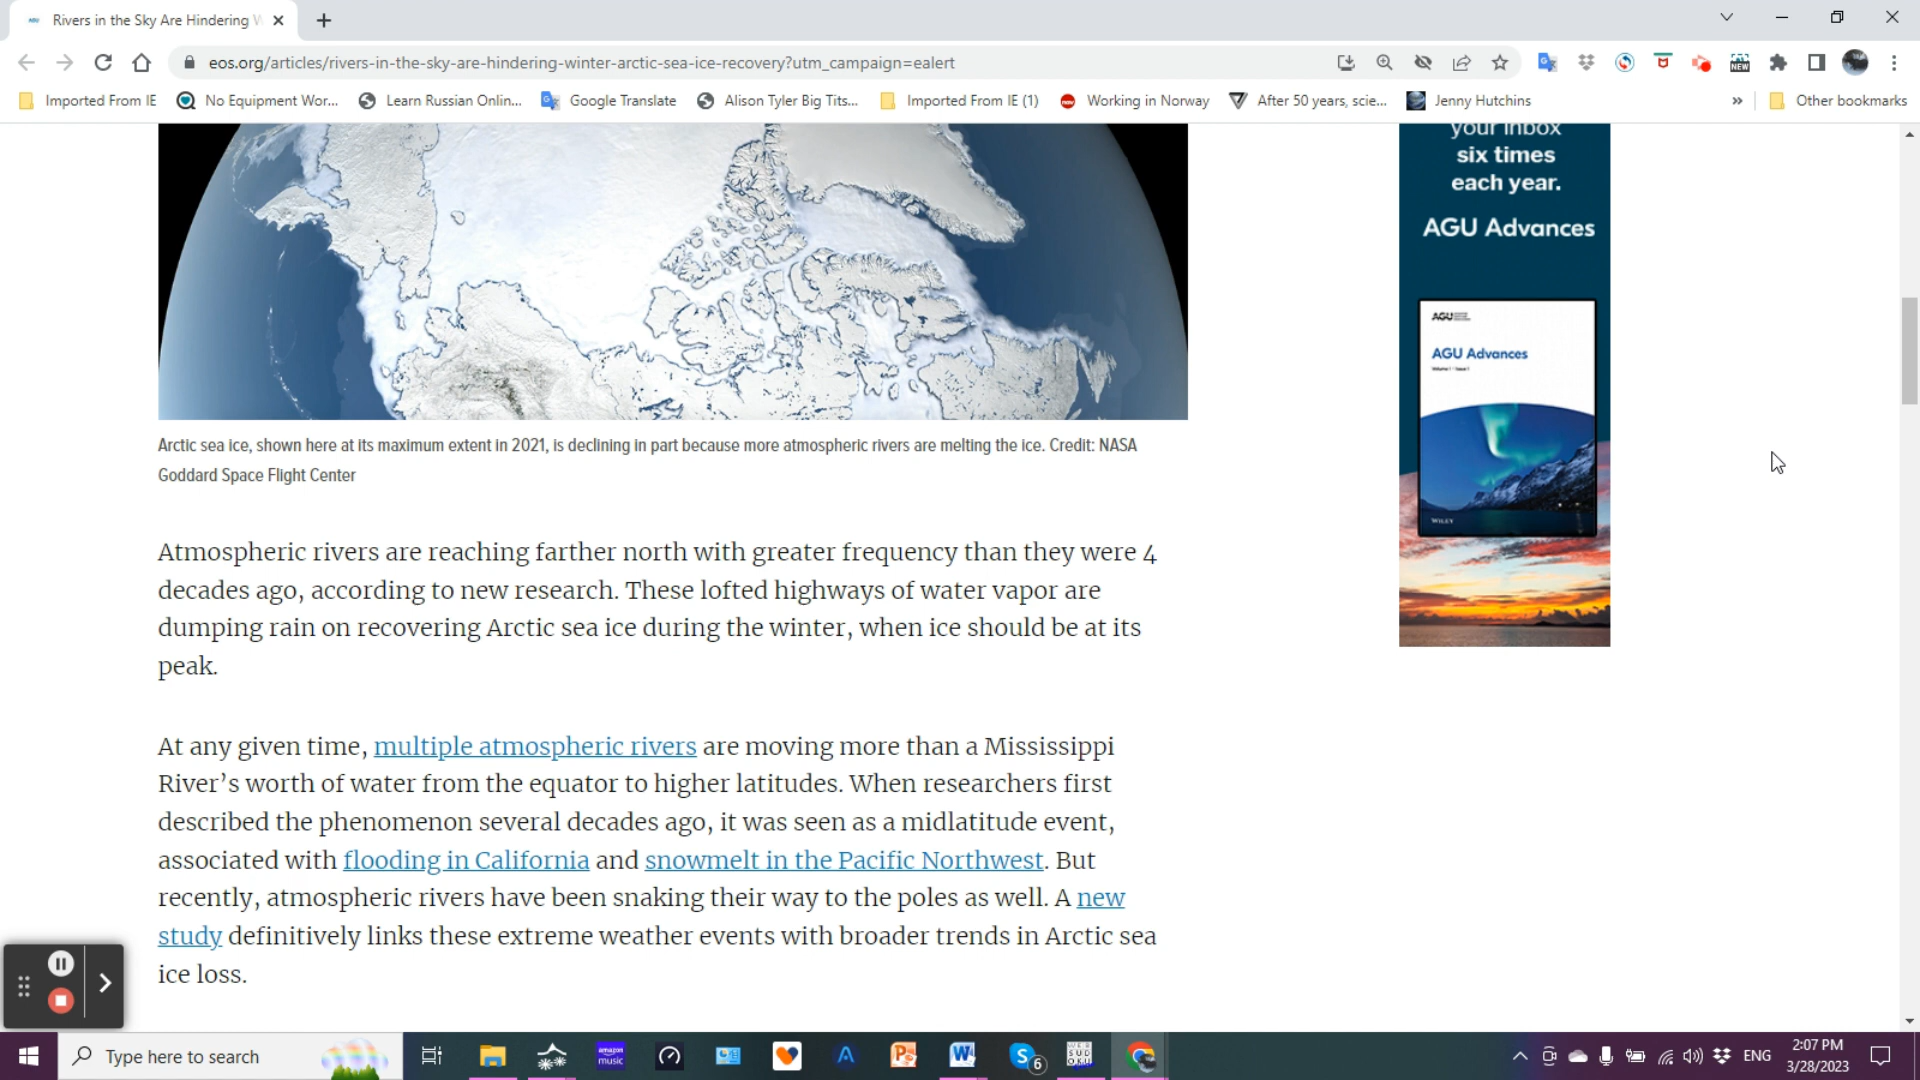 Rivers in the Sky Are Hindering W
eos.org/articles/rivers-in-the-sky-are-hindering-winter-arctic-sea-ice-recovery?utm_campaign=ealert
Imported From IE
No Equipment Wor...
Learn Russian Onlin...
Google Translate
Alison Tyler Big Tits...
Imported From IE (1)
Working in Norway
After 50 years, scie...
Jenny Hutchins
»
Other bookmarks
your inbox
six times
each year.
AGU Advances
AGU
AGU Advances
Volume 1 • Issue 1
WILEY
Arctic sea ice, shown here at its maximum extent in 2021, is declining in part because more atmospheric rivers are melting the ice. Credit: NASA
Goddard Space Flight Center
Atmospheric rivers are reaching farther north with greater frequency than they were 4
decades ago, according to new research. These lofted highways of water vapor are
dumping rain on recovering Arctic sea ice during the winter, when ice should be at its
peak.
At any given time, multiple atmospheric rivers are moving more than a Mississippi
River’s worth of water from the equator to higher latitudes. When researchers first
described the phenomenon several decades ago, it was seen as a midlatitude event,
associated with flooding in California and snowmelt in the Pacific Northwest. But
recently, atmospheric rivers have been snaking their way to the poles as well. A new
study definitively links these extreme weather events with broader trends in Arctic sea
ice loss.
Type here to search
amazon music
6
WEB SUDOKU
ENG
2:07 PM
3/28/2023